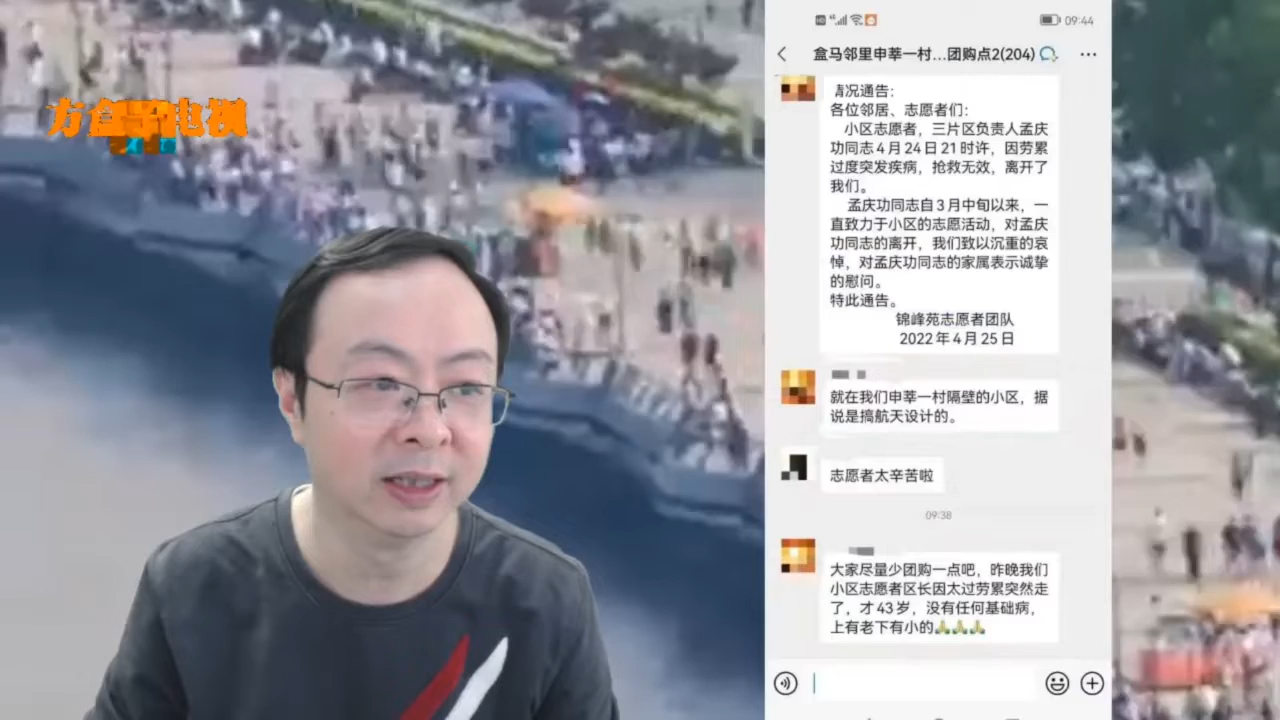 方盒子电视
09:44
盒马邻里申莘一村...团购点2(204)
情况通告：
各位邻居、志愿者们：
小区志愿者，三片区负责人孟庆
功同志4月24日21时许，因劳累
过度突发疾病，抢救无效，离开了
我们。
孟庆功同志自3月中旬以来，一
直致力于小区的志愿活动，对孟庆
功同志的离开，我们致以沉重的哀
悼，对孟庆功同志的家属表示诚挚
的慰问。
特此通告。
锦峰苑志愿者团队
2022年4月25日
就在我们申莘一村隔壁的小区，据
说是搞航天设计的。
志愿者太辛苦啦
09:38
大家尽量少团购一点吧，昨晚我们
小区志愿者区长因太过劳累突然走
了，才43岁，没有任何基础病，
上有老下有小的🙏🙏🙏